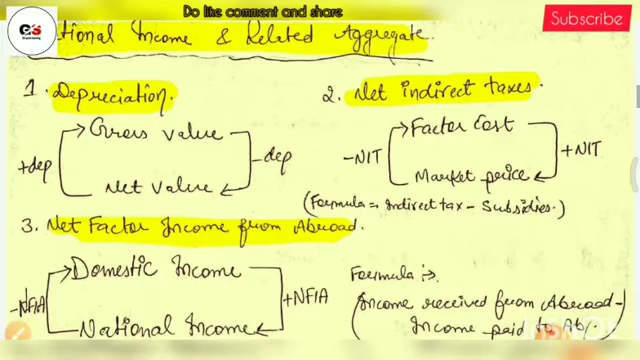 Do like comment and share
Subscribe
tional Income & Related Aggregate.
1. Depreciation
Gross value
+dep
-dep
Net value
2. Net indirect taxes.
Factor Cost
-NIT
+NIT
Market price
(Formula = Indirect tax - Subsidies.)
3. Net Factor Income from Abroad.
Domestic Income
-NFIA
+NFIA
National Income
Formula :→
(Income received from Abroad -
Income paid to Ab.)